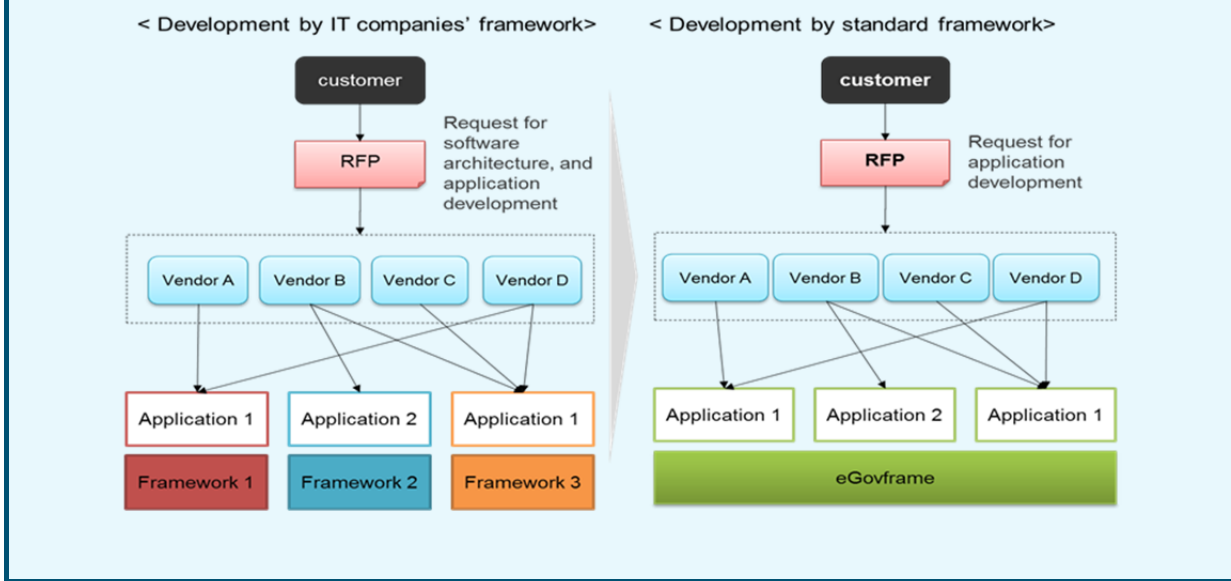 < Development by IT companies' framework>
customer
RFP
Request for
software
architecture, and
application
development
Vendor A
Vendor B
Vendor C
Vendor D
Application 1
Application 2
Application 1
Framework 1
Framework 2
Framework 3
< Development by standard framework>
customer
RFP
Request for
application
development
Vendor A
Vendor B
Vendor C
Vendor D
Application 1
Application 2
Application 1
eGovframe